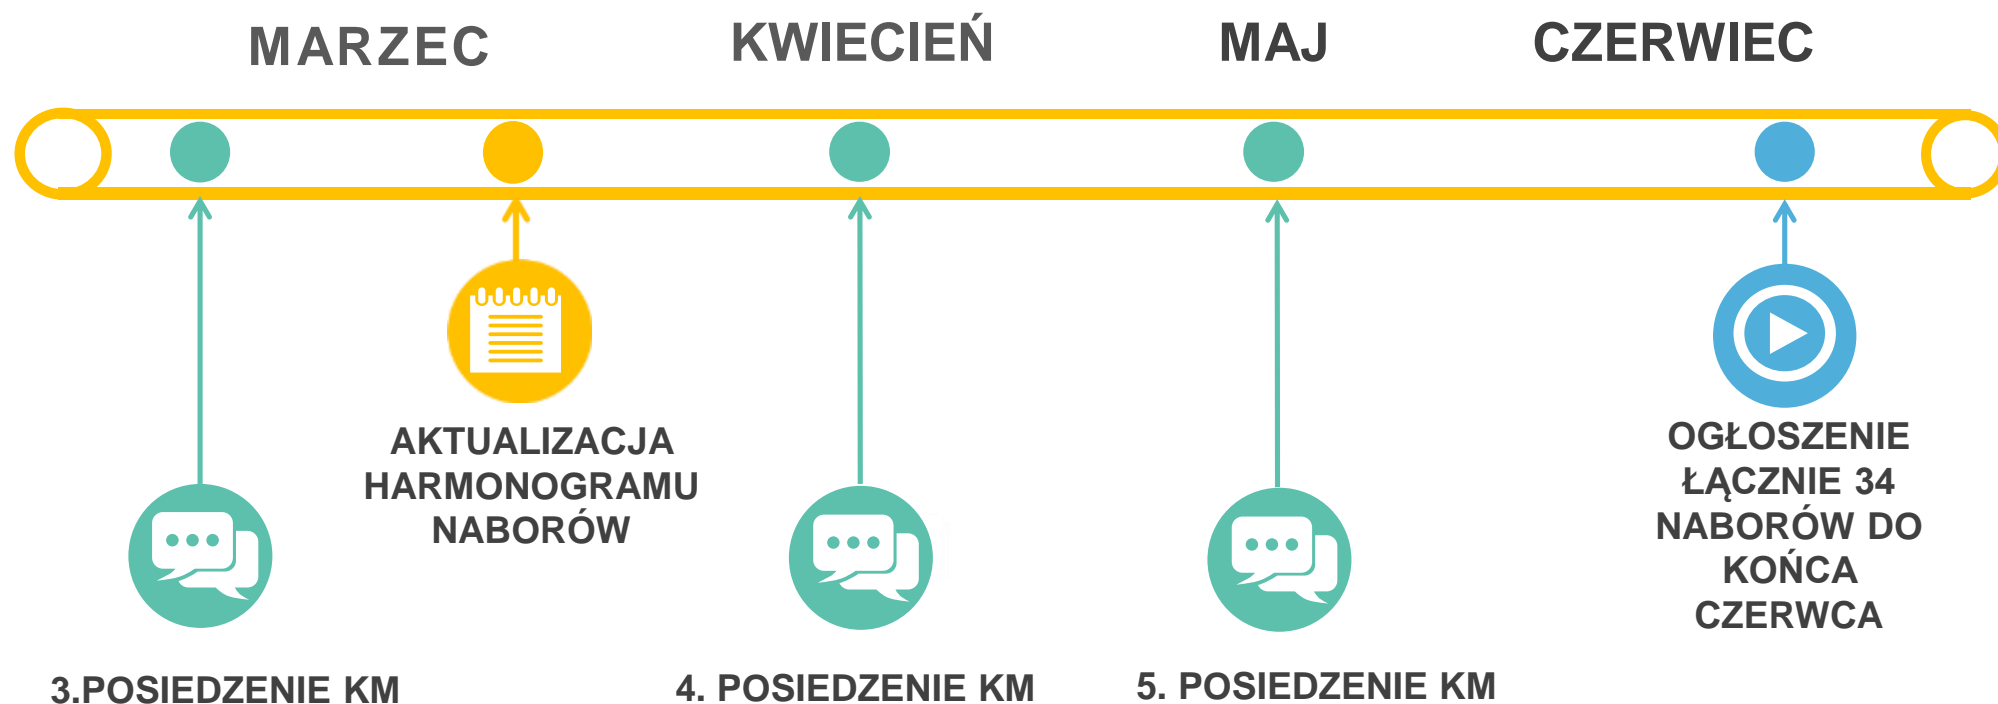 MARZEC
KWIECIEŃ
MAJ
CZERWIEC
AKTUALIZACJA
HARMONOGRAMU
NABORÓW
OGŁOSZENIE
ŁĄCZNIE 34
NABORÓW DO
KOŃCA
CZERWCA
3.POSIEDZENIE KM
4. POSIEDZENIE KM
5. POSIEDZENIE KM